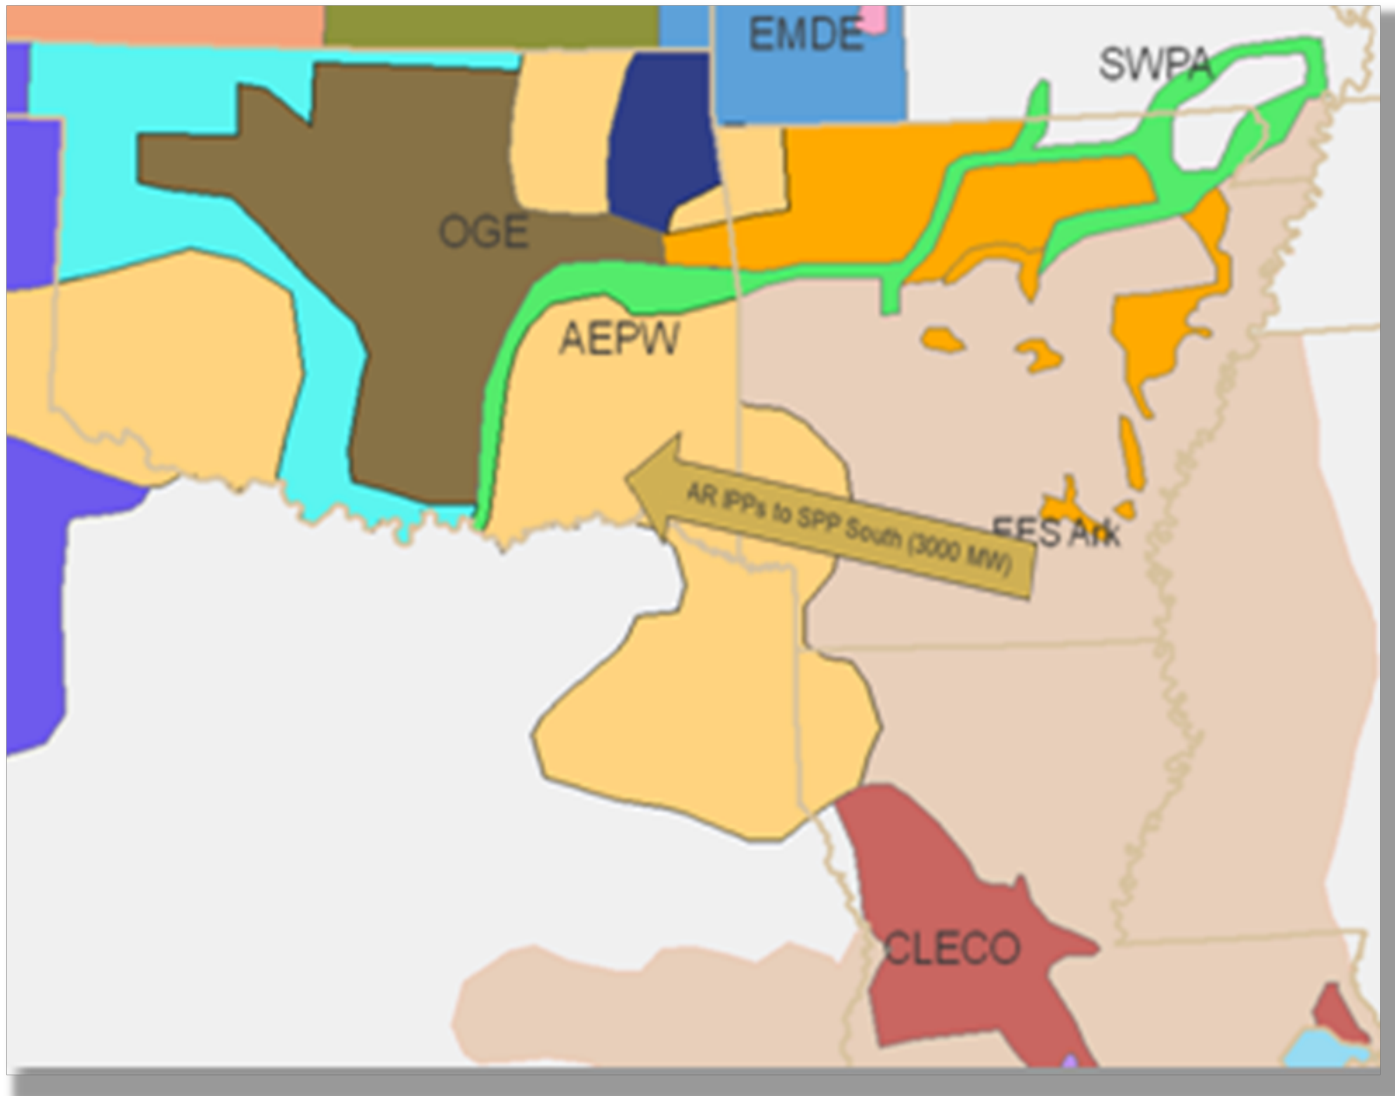 EMDE
SWPA
OGE
AEPW
AR IPPs to SPP South (3000 MW)
EES Ark
CLECO